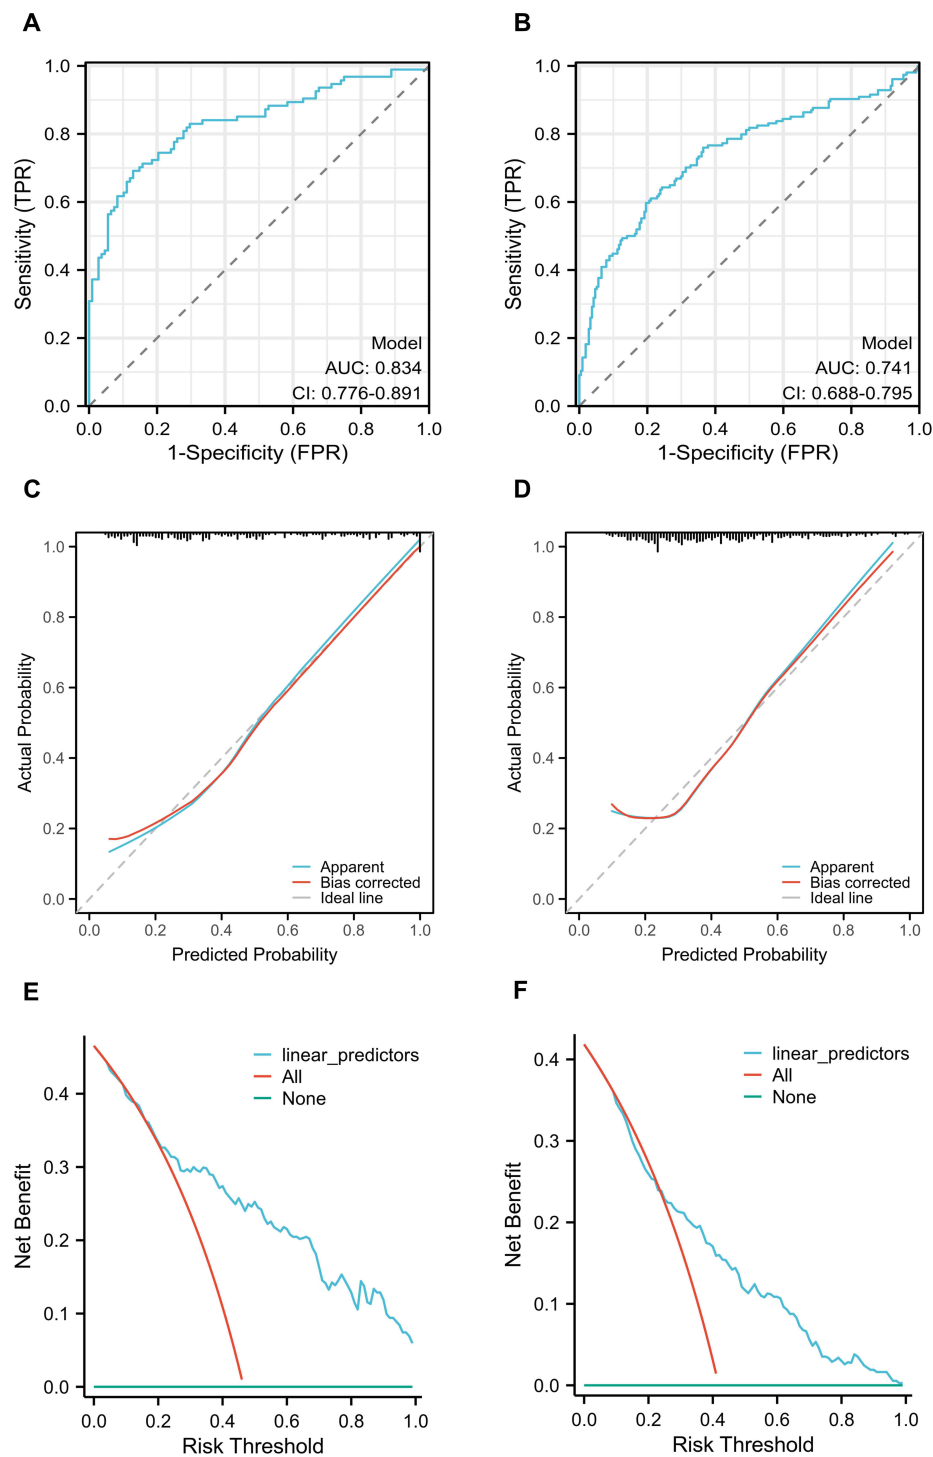 A
1.0
0.8
0.6
0.4
0.2
0.0
Sensitivity (TPR)
Model
AUC: 0.834
CI: 0.776-0.891
0.0 0.2 0.4 0.6 0.8 1.0
1-Specificity (FPR)
B
1.0
0.8
0.6
0.4
0.2
0.0
Sensitivity (TPR)
Model
AUC: 0.741
CI: 0.688-0.795
0.0 0.2 0.4 0.6 0.8 1.0
1-Specificity (FPR)
C
1.0
0.8
0.6
0.4
0.2
0.0
Actual Probability
Apparent
Bias corrected
Ideal line
0.0 0.2 0.4 0.6 0.8 1.0
Predicted Probability
D
1.0
0.8
0.6
0.4
0.2
0.0
Actual Probability
Apparent
Bias corrected
Ideal line
0.0 0.2 0.4 0.6 0.8 1.0
Predicted Probability
E
0.4
0.3
0.2
0.1
0.0
Net Benefit
linear_predictors
All
None
0.0 0.2 0.4 0.6 0.8 1.0
Risk Threshold
F
0.4
0.3
0.2
0.1
0.0
Net Benefit
linear_predictors
All
None
0.0 0.2 0.4 0.6 0.8 1.0
Risk Threshold